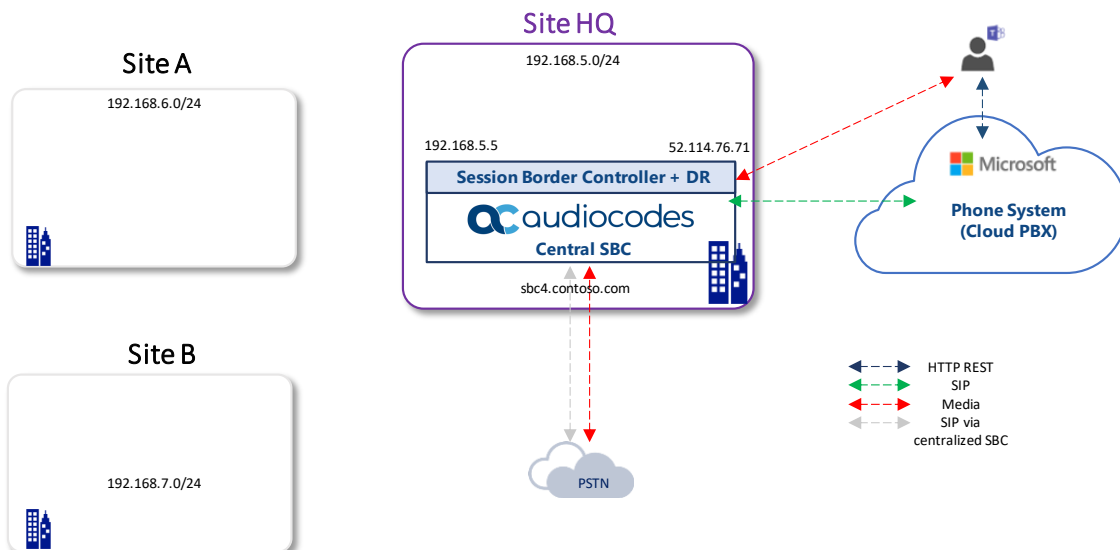 Site HQ
192.168.5.0/24
Site A
192.168.6.0/24
192.168.5.5
52.114.76.71
Session Border Controller + DR
audiocodes
Central SBC
sbc4.contoso.com
Microsoft
Phone System
(Cloud PBX)
Site B
192.168.7.0/24
PSTN
HTTP REST
SIP
Media
SIP via
centralized SBC